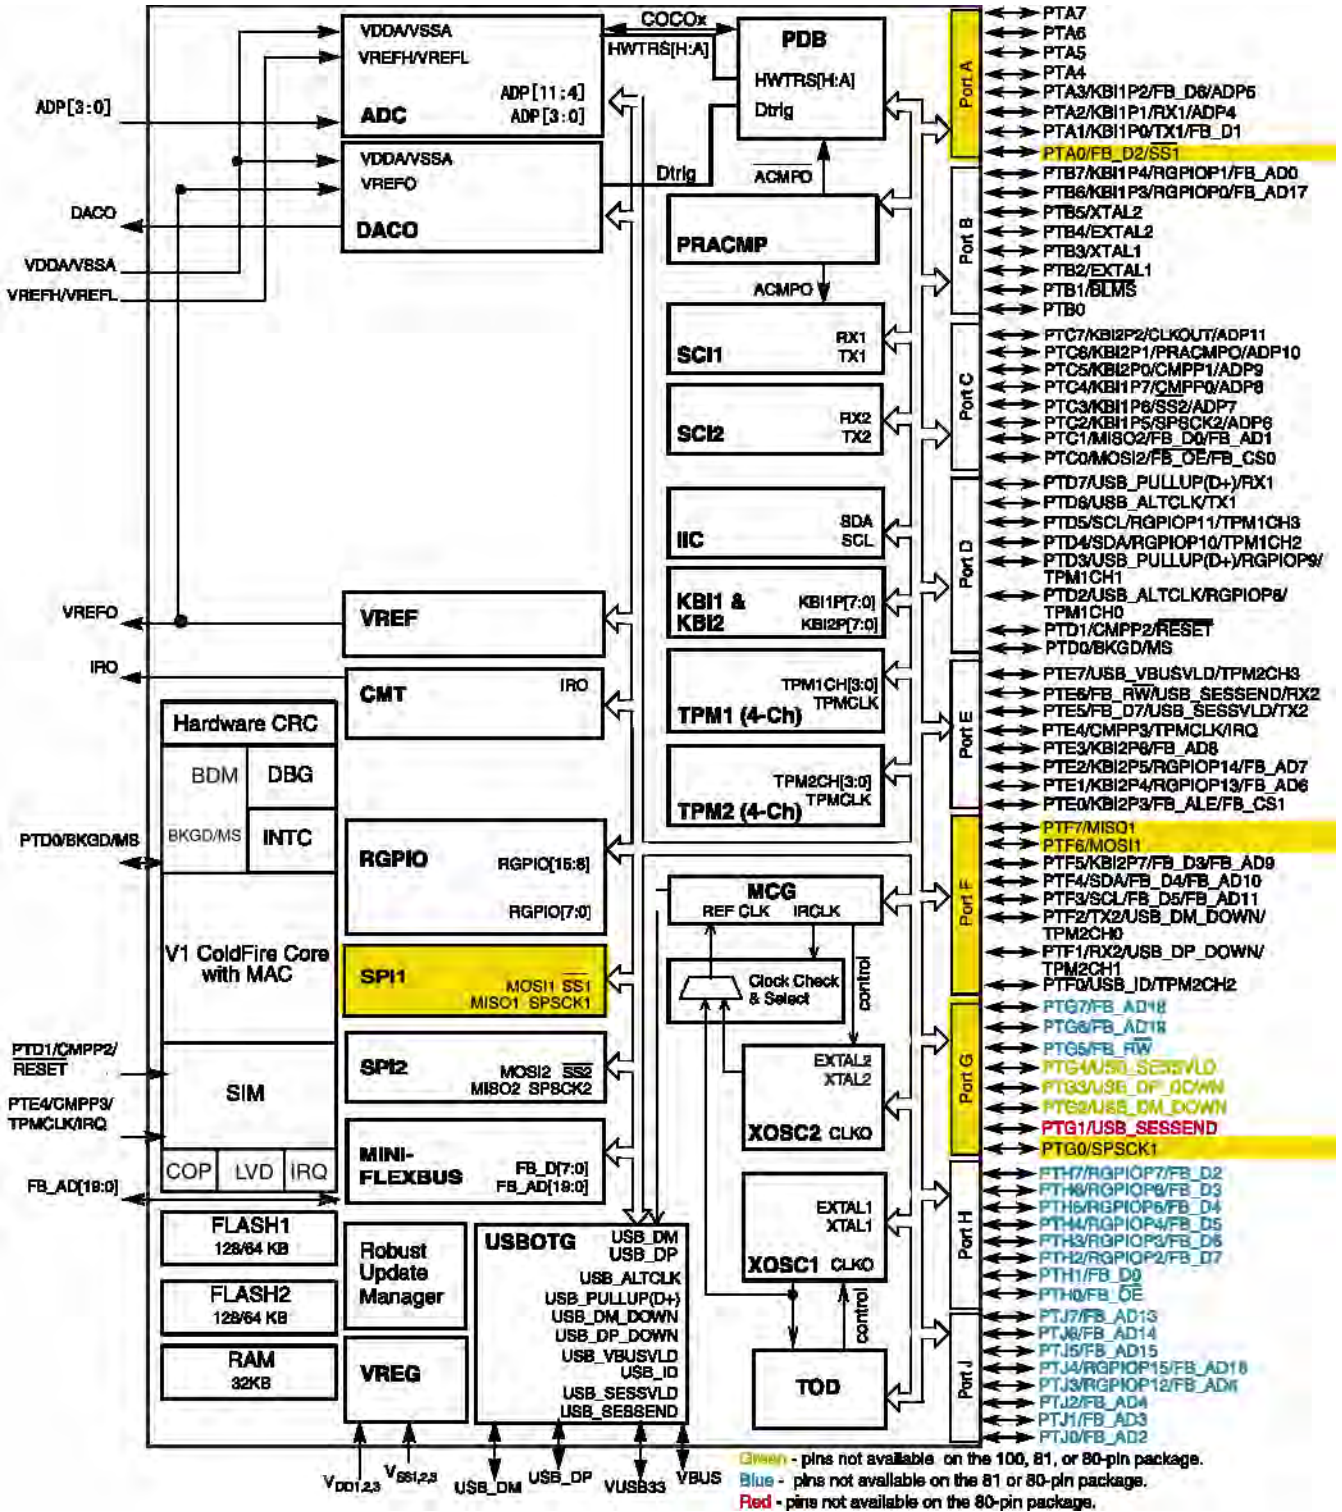 ADP[3:0]
DACO
VDDA/VSSA
VREFH/VREFL
VREFO
IRO
PTD0/BKGD/MS
PTD1/CMPP2/
RESET
PTE4/CMPP3/
TPMCLK/IRQ
FB_AD[19:0]
VDDA/VSSA
VREFH/VREFL
ADP[11:4]
ADP[3:0]
ADC
VDDA/VSSA
VREFO
DACO
COCOx
HWTRS[H:A]
Dtrig
PDB
HWTRS[H:A]
Dtrig
ACMPO
PRACMP
ACMPO
SCI1
RX1
TX1
SCI2
RX2
TX2
IIC
SDA
SCL
KBI1 &
KBI2
KBI1P[7:0]
KBI2P[7:0]
TPM1CH[3:0]
TPMCLK
TPM1 (4-Ch)
TPM2CH[3:0]
TPMCLK
TPM2 (4-Ch)
VREF
CMT
IRO
Hardware CRC
BDM
DBG
BKGD/MS
INTC
V1 ColdFire Core
with MAC
SIM
COP
LVD
IRQ
RGPIO
RGPIO[15:8]
RGPIO[7:0]
SPI1
MOSI1 SS1
MISO1 SPSCK1
SPI2
MOSI2 SS2
MISO2 SPSCK2
MINI-
FLEXBUS
FB_D[7:0]
FB_AD[19:0]
MCG
REF CLK
IRCLK
Clock Check
& Select
control
EXTAL2
XTAL2
XOSC2
CLKO
EXTAL1
XTAL1
XOSC1
CLKO
control
TOD
FLASH1
128/64 KB
FLASH2
128/64 KB
RAM
32KB
Robust
Update
Manager
VREG
USBOTG
USB_DM
USB_DP
USB_ALTCLK
USB_PULLUP(D+)
USB_DM_DOWN
USB_DP_DOWN
USB_VBUSVLD
USB_ID
USB_SESSVLD
USB_SESSEND
VDD1,2,3
VSS1,2,3
USB_DM
USB_DP
VUSB33
VBUS
Port A
PTA7
PTA6
PTA5
PTA4
PTA3/KBI1P2/FB_D6/ADP5
PTA2/KBI1P1/RX1/ADP4
PTA1/KBI1P0/TX1/FB_D1
PTA0/FB_D2/SS1
Port B
PTB7/KBI1P4/RGPIOP1/FB_AD0
PTB6/KBI1P3/RGPIOP0/FB_AD17
PTB5/XTAL2
PTB4/EXTAL2
PTB3/XTAL1
PTB2/EXTAL1
PTB1/BLMS
PTB0
Port C
PTC7/KBI2P2/CLKOUT/ADP11
PTC6/KBI2P1/PRACMPO/ADP10
PTC5/KBI2P0/CMPP1/ADP9
PTC4/KBI1P7/CMPP0/ADP8
PTC3/KBI1P6/SS2/ADP7
PTC2/KBI1P5/SPSCK2/ADP6
PTC1/MISO2/FB_D0/FB_AD1
PTC0/MOSI2/FB_OE/FB_CS0
Port D
PTD7/USB_PULLUP(D+)/RX1
PTD6/USB_ALTCLK/TX1
PTD5/SCL/RGPIOP11/TPM1CH3
PTD4/SDA/RGPIOP10/TPM1CH2
PTD3/USB_PULLUP(D+)/RGPIOP9/
TPM1CH1
PTD2/USB_ALTCLK/RGPIOP8/
TPM1CH0
PTD1/CMPP2/RESET
PTD0/BKGD/MS
Port E
PTE7/USB_VBUSVLD/TPM2CH3
PTE6/FB_RW/USB_SESSEND/RX2
PTE5/FB_D7/USB_SESSVLD/TX2
PTE4/CMPP3/TPMCLK/IRQ
PTE3/KBI2P6/FB_AD8
PTE2/KBI2P5/RGPIOP14/FB_AD7
PTE1/KBI2P4/RGPIOP13/FB_AD6
PTE0/KBI2P3/FB_ALE/FB_CS1
Port F
PTF7/MISO1
PTF6/MOSI1
PTF5/KBI2P7/FB_D3/FB_AD9
PTF4/SDA/FB_D4/FB_AD10
PTF3/SCL/FB_D5/FB_AD11
PTF2/TX2/USB_DM_DOWN/
TPM2CH0
PTF1/RX2/USB_DP_DOWN/
TPM2CH1
PTF0/USB_ID/TPM2CH2
Port G
PTG7/FB_AD18
PTG6/FB_AD19
PTG5/FB_RW
PTG4/USB_SESSVLD
PTG3/USB_DP_DOWN
PTG2/USB_DM_DOWN
PTG1/USB_SESSEND
PTG0/SPSCK1
Port H
PTH7/RGPIOP7/FB_D2
PTH6/RGPIOP6/FB_D3
PTH5/RGPIOP5/FB_D4
PTH4/RGPIOP4/FB_D5
PTH3/RGPIOP3/FB_D6
PTH2/RGPIOP2/FB_D7
PTH1/FB_D0
PTH0/FB_OE
Port J
PTJ7/FB_AD13
PTJ6/FB_AD14
PTJ5/FB_AD15
PTJ4/RGPIOP15/FB_AD16
PTJ3/RGPIOP12/FB_AD5
PTJ2/FB_AD4
PTJ1/FB_AD3
PTJ0/FB_AD2
Green - pins not available on the 100, 81, or 80-pin package.
Blue - pins not available on the 81 or 80-pin package.
Red - pins not available on the 80-pin package.